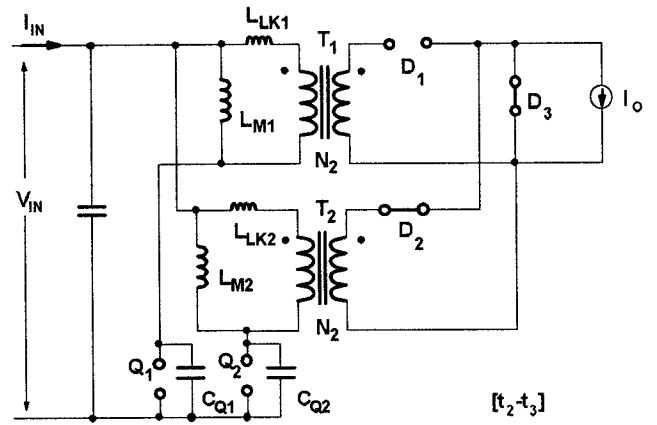 I_IN
L_LK1
T_1
D_1
L_M1
D_3
I_O
N_2
V_IN
T_2
L_LK2
D_2
L_M2
N_2
Q_1
Q_2
C_Q1
C_Q2
[t_2-t_3]